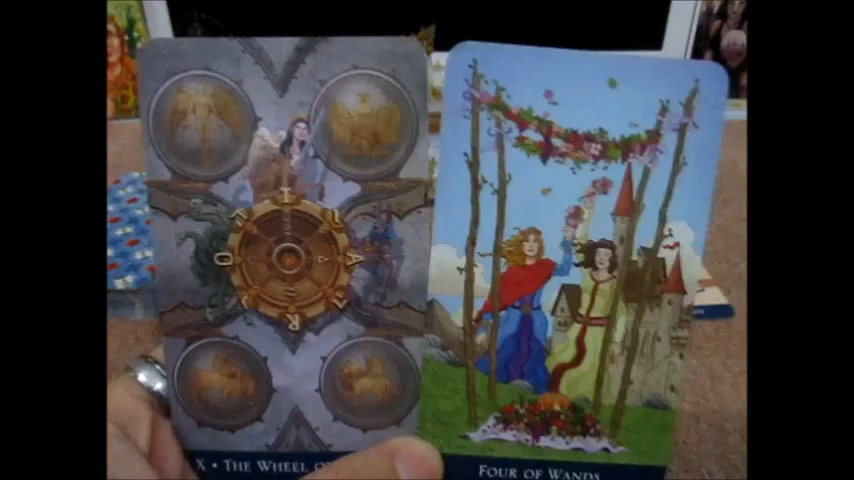 X • THE WHEEL O
FOUR OF WANDS
T
A
R
O